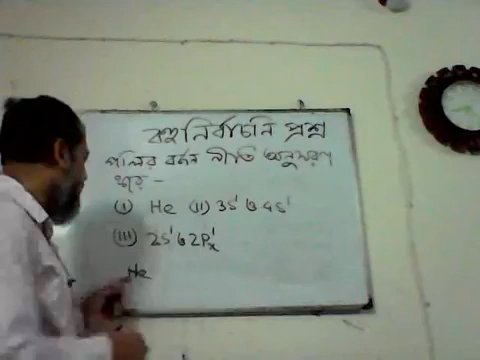 বহুনির্বাচনি প্রশ্ন
পলির বর্জন নীতি অনুসরণ
করে -
(i) He (ii) 3S¹ ও 4S¹
(iii) 2S¹ ও 2Pₓ¹
He